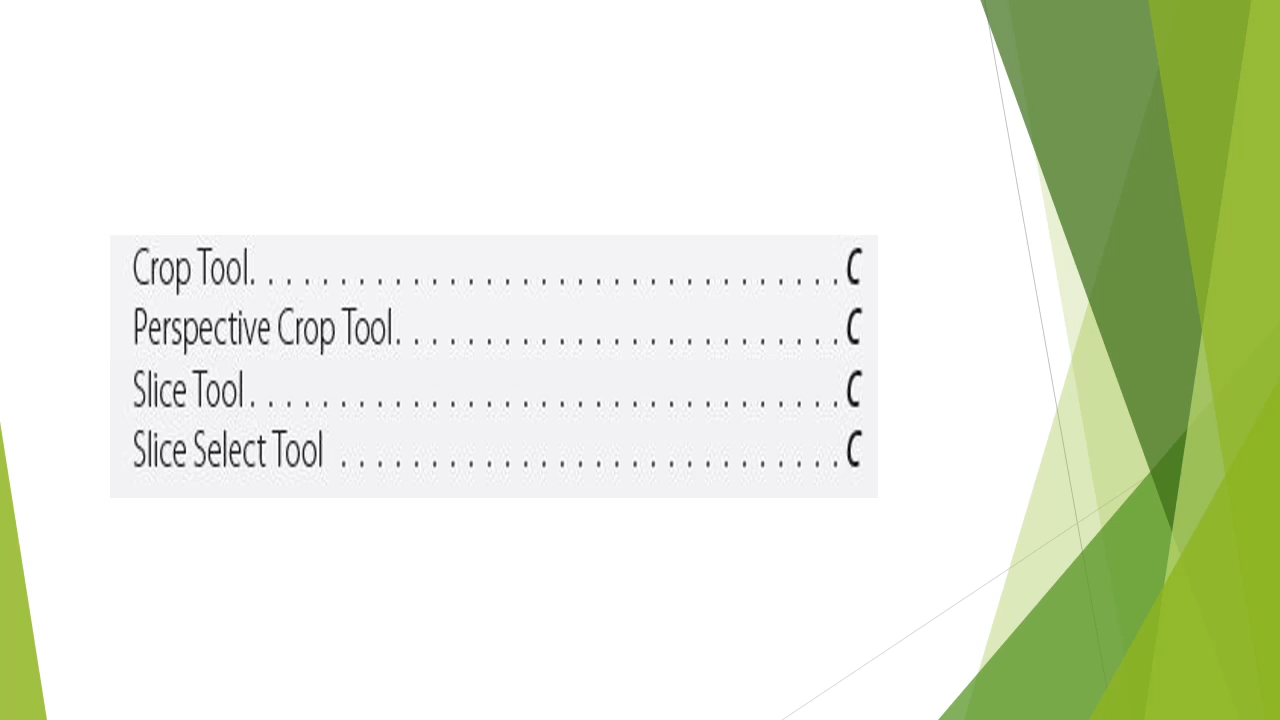 Crop Tool. . . . . . . . . . . . . . . . . . . . . . . . . . . . . . . . . C
Perspective Crop Tool. . . . . . . . . . . . . . . . . . . . . . . . . C
Slice Tool . . . . . . . . . . . . . . . . . . . . . . . . . . . . . . . . . C
Slice Select Tool . . . . . . . . . . . . . . . . . . . . . . . . . . . . C